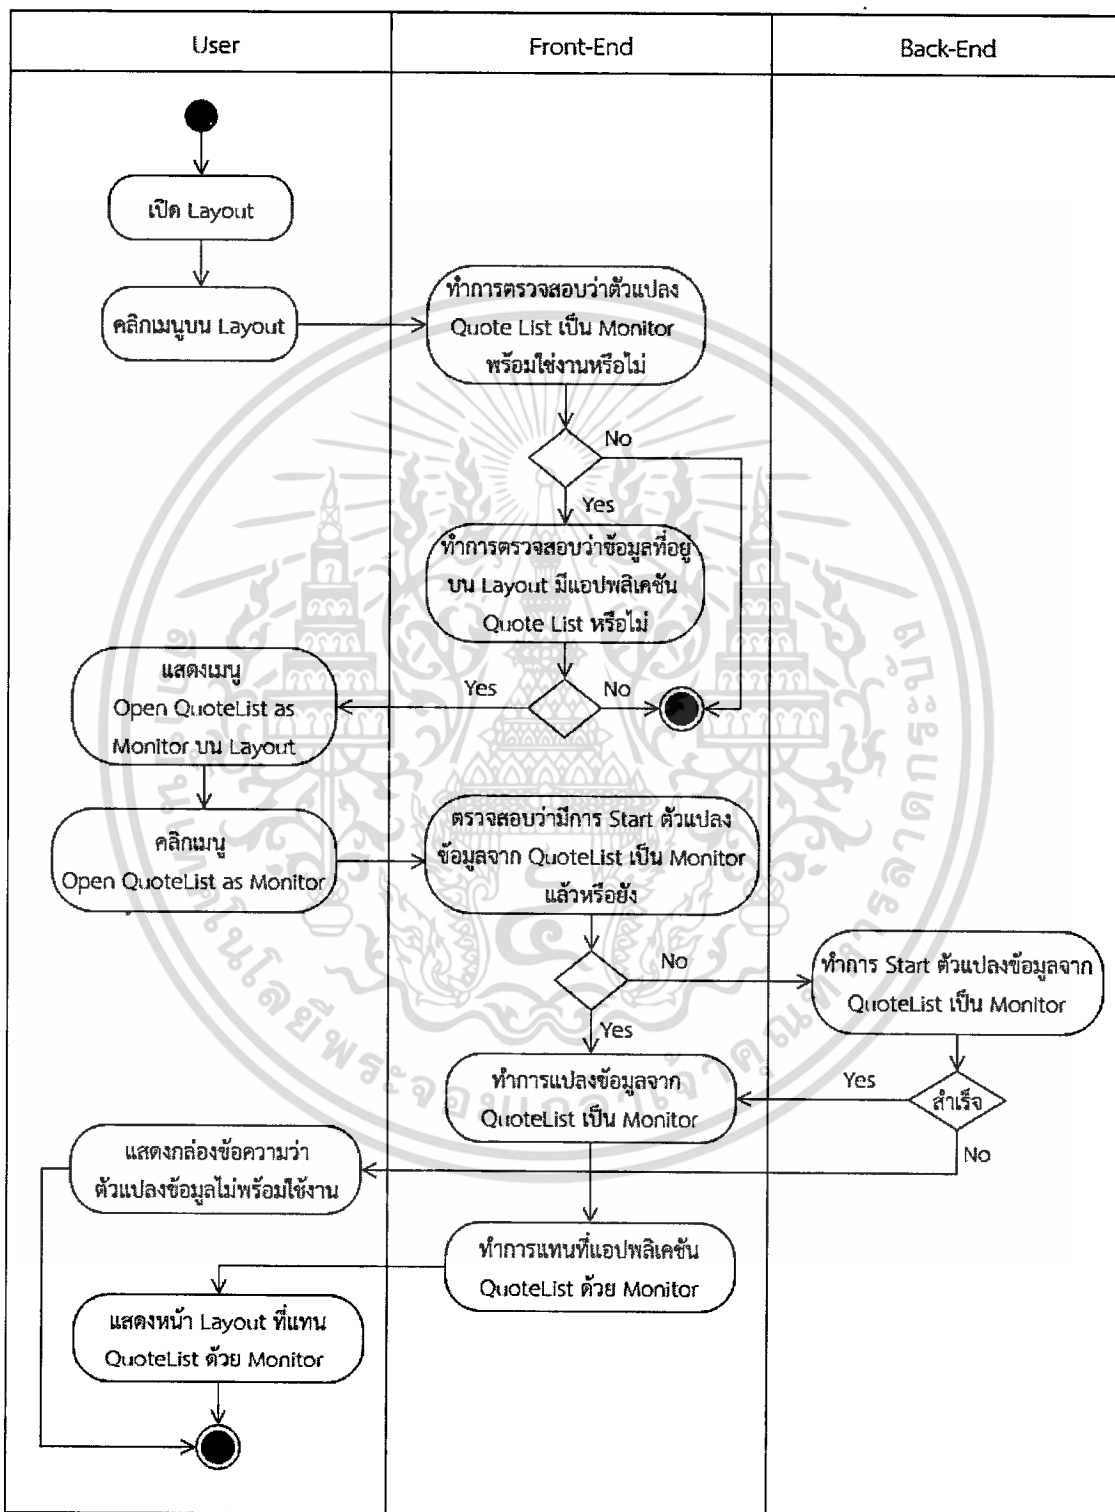 User
Front-End
Back-End
เปิด Layout
คลิกเมนูบน Layout
ทำการตรวจสอบว่าตัวแปลง
Quote List เป็น Monitor
พร้อมใช่งานหรือไม่
No
Yes
ทำการตรวจสอบว่าข้อมูลที่อยู่
บน Layout มีแอปพลิเคชัน
Quote List หรือไม่
Yes
No
แสดงเมนู
Open QuoteList as
Monitor บน Layout
คลิกเมนู
Open QuoteList as Monitor
ตรวจสอบว่ามีการ Start ตัวแปลง
ข้อมูลจาก QuoteList เป็น Monitor
แล้วหรือยัง
No
Yes
ทำการ Start ตัวแปลงข้อมูลจาก
QuoteList เป็น Monitor
สำเร็จ
Yes
No
ทำการแปลงข้อมูลจาก
QuoteList เป็น Monitor
แสดงกล่องข้อความว่า
ตัวแปลงข้อมูลไม่พร้อมใช้งาน
ทำการแทนที่แอปพลิเคชัน
QuoteList ด้วย Monitor
แสดงหน้า Layout ที่แทน
QuoteList ด้วย Monitor